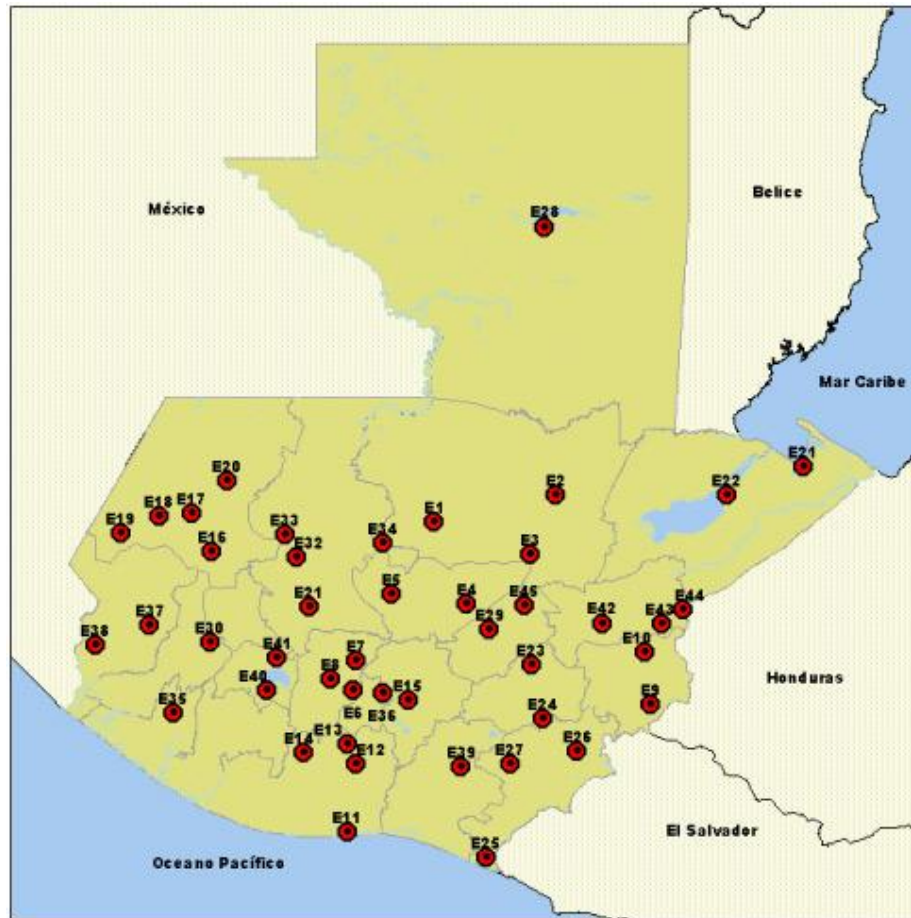 E28
México
Belice
Mar Caribe
E21
E22
E20
E2
E18
E17
E19
E1
E33
E34
E16
E32
E3
E5
E21
E4
E45
E44
E29
E42
E43
E37
E30
E38
E41
E7
E10
E23
E8
E40
E15
E6
E36
Honduras
E9
E35
E24
E13
E14
E12
E39
E27
E26
E11
El Salvador
Oceano Pacífico
E25